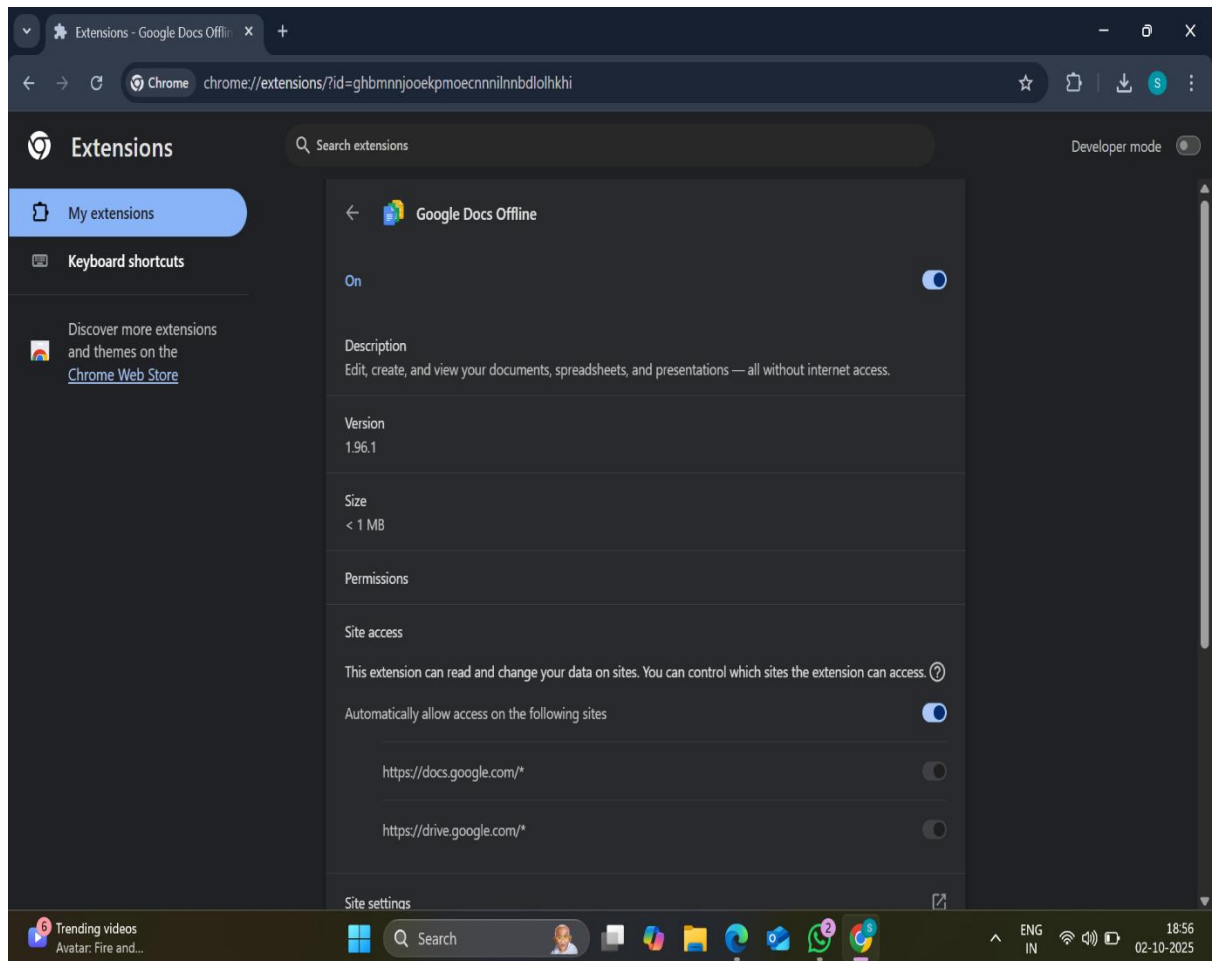 Extensions - Google Docs Offlin
Chrome chrome://extensions/?id=ghbmnnjooekpmoecnnnilnnbdlolhkhi
S
Extensions
Search extensions
Developer mode
My extensions
Keyboard shortcuts
Discover more extensions
and themes on the
Chrome Web Store
Google Docs Offline
On
Description
Edit, create, and view your documents, spreadsheets, and presentations — all without internet access.
Version
1.96.1
Size
< 1 MB
Permissions
Site access
This extension can read and change your data on sites. You can control which sites the extension can access.
Automatically allow access on the following sites
https://docs.google.com/*
https://drive.google.com/*
Site settings
6
Trending videos
Avatar: Fire and...
Search
2
S
ENG
IN
18:56
02-10-2025